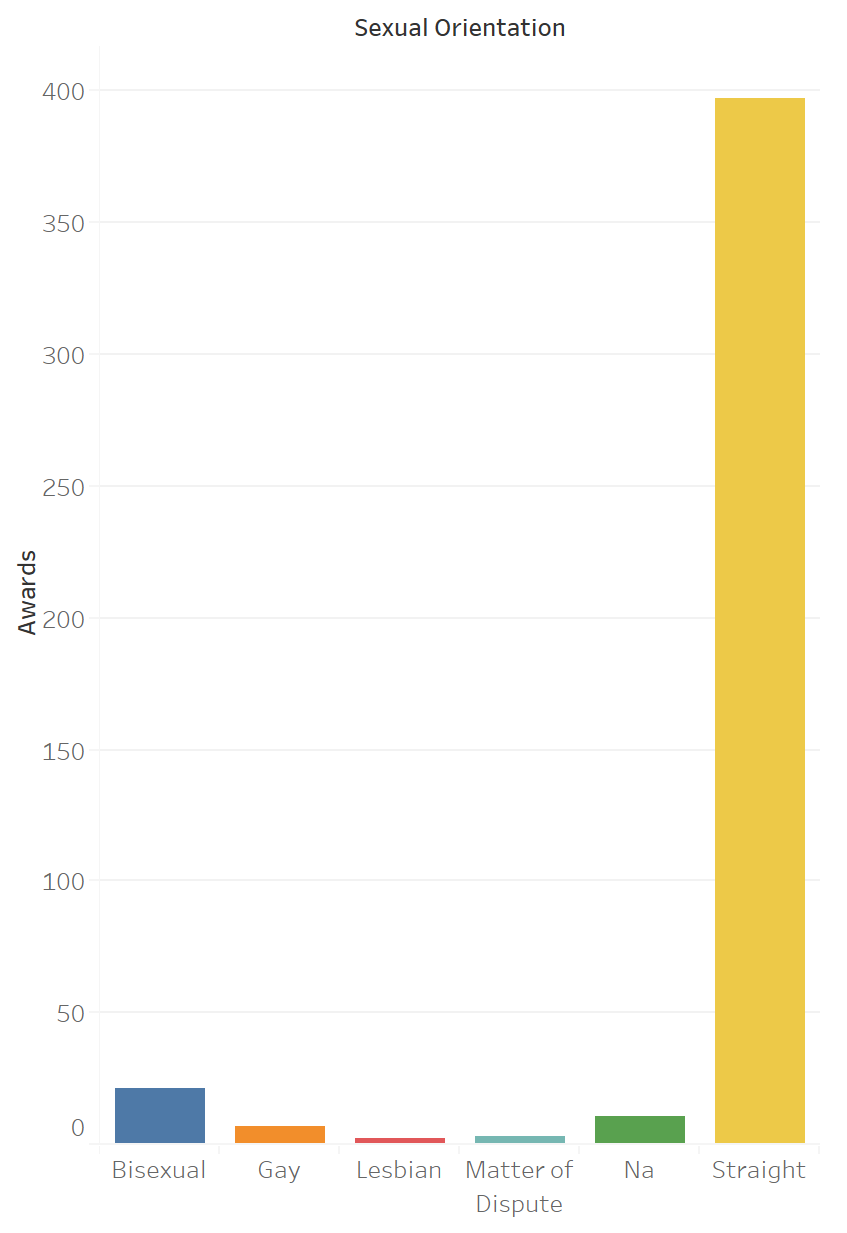 Sexual Orientation
400
350
300
250
200
150
100
50
0
Awards
Bisexual
Gay
Lesbian
Matter of
Dispute
Na
Straight